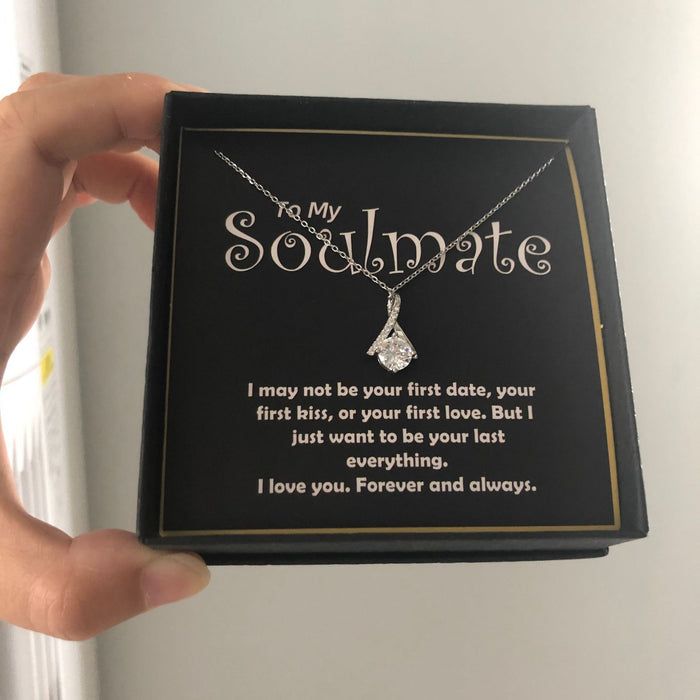 To My
Soulmate
I may not be your first date, your
first kiss, or your first love. But I
just want to be your last
everything.
I love you. Forever and always.